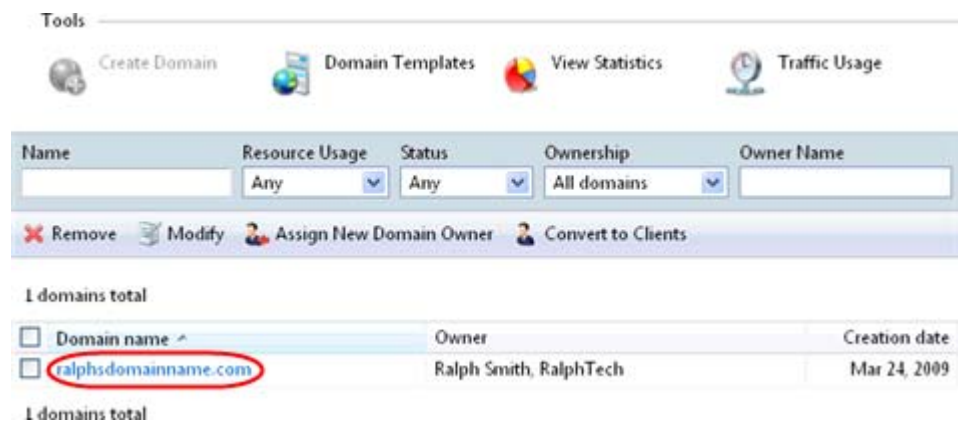 Tools
Create Domain Domain Templates View Statistics Traffic Usage
Name Resource Usage Status Ownership Owner Name
Any Any All domains
Remove Modify Assign New Domain Owner Convert to Clients
1 domains total
Domain name Owner Creation date
ralphsdomainname.com Ralph Smith, RalphTech Mar 24, 2009
1 domains total